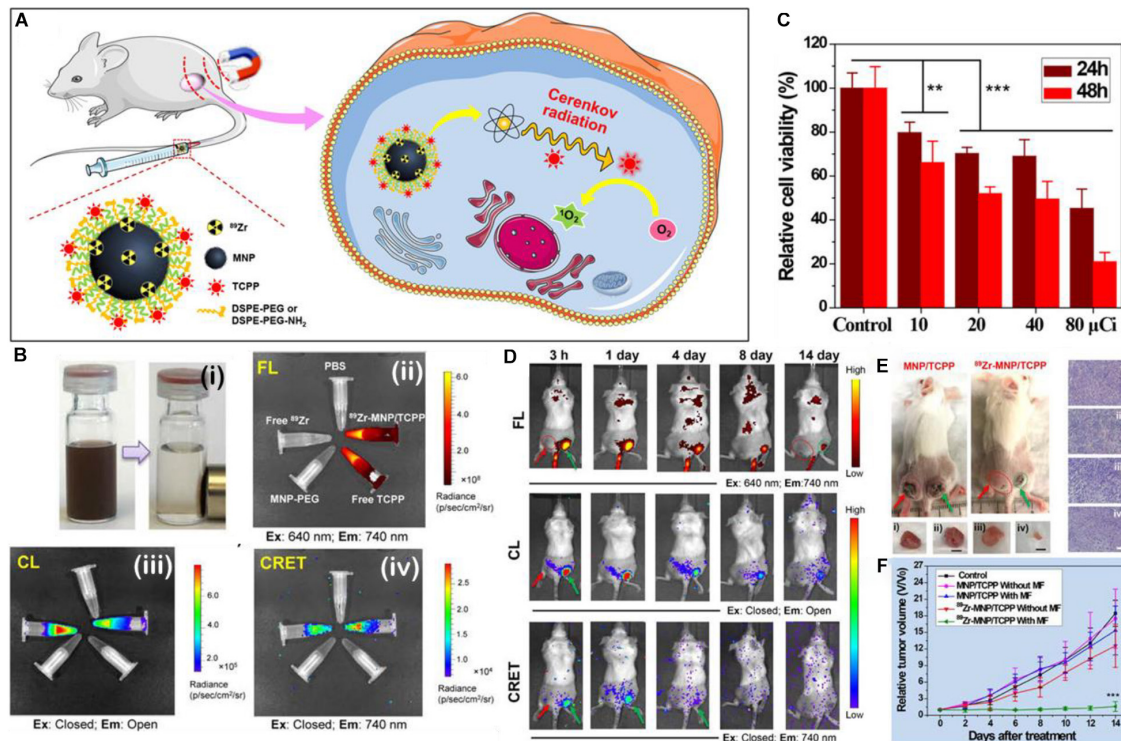 A
Cerenkov
radiation
¹O₂
O₂
⁸⁹Zr
MNP
TCPP
DSPE-PEG or
DSPE-PEG-NH₂
B
(i)
FL
(ii)
PBS
Free ⁸⁹Zr
⁸⁹Zr-MNP/TCPP
MNP-PEG
Free TCPP
6.0
5.0
4.0
3.0
2.0
×10⁸
Radiance
(p/sec/cm²/sr)
Ex: 640 nm; Em: 740 nm
CL
(iii)
8.0
6.0
4.0
2.0
×10⁵
Radiance
(p/sec/cm²/sr)
Ex: Closed; Em: Open
CRET
(iv)
2.5
2.0
1.5
1.0
×10⁴
Radiance
(p/sec/cm²/sr)
Ex: Closed; Em: 740 nm
C
Relative cell viability (%)
120
100
80
60
40
20
0
**
***
24h
48h
Control
10
20
40
80 μCi
D
3 h
1 day
4 day
8 day
14 day
FL
High
Low
Ex: 640 nm; Em:740 nm
CL
High
Ex: Closed; Em: Open
CRET
Low
Ex: Closed; Em:740 nm
E
MNP/TCPP
⁸⁹Zr-MNP/TCPP
i)
ii)
iii)
iv)
ii
iii
iv
F
Relative tumor volume (V/V₀)
27
24
21
18
15
12
9
6
3
0
Control
MNP/TCPP Without MF
MNP/TCPP With MF
⁸⁹Zr-MNP/TCPP Without MF
⁸⁹Zr-MNP/TCPP With MF
***
0
2
4
6
8
10
12
14
Days after treatment